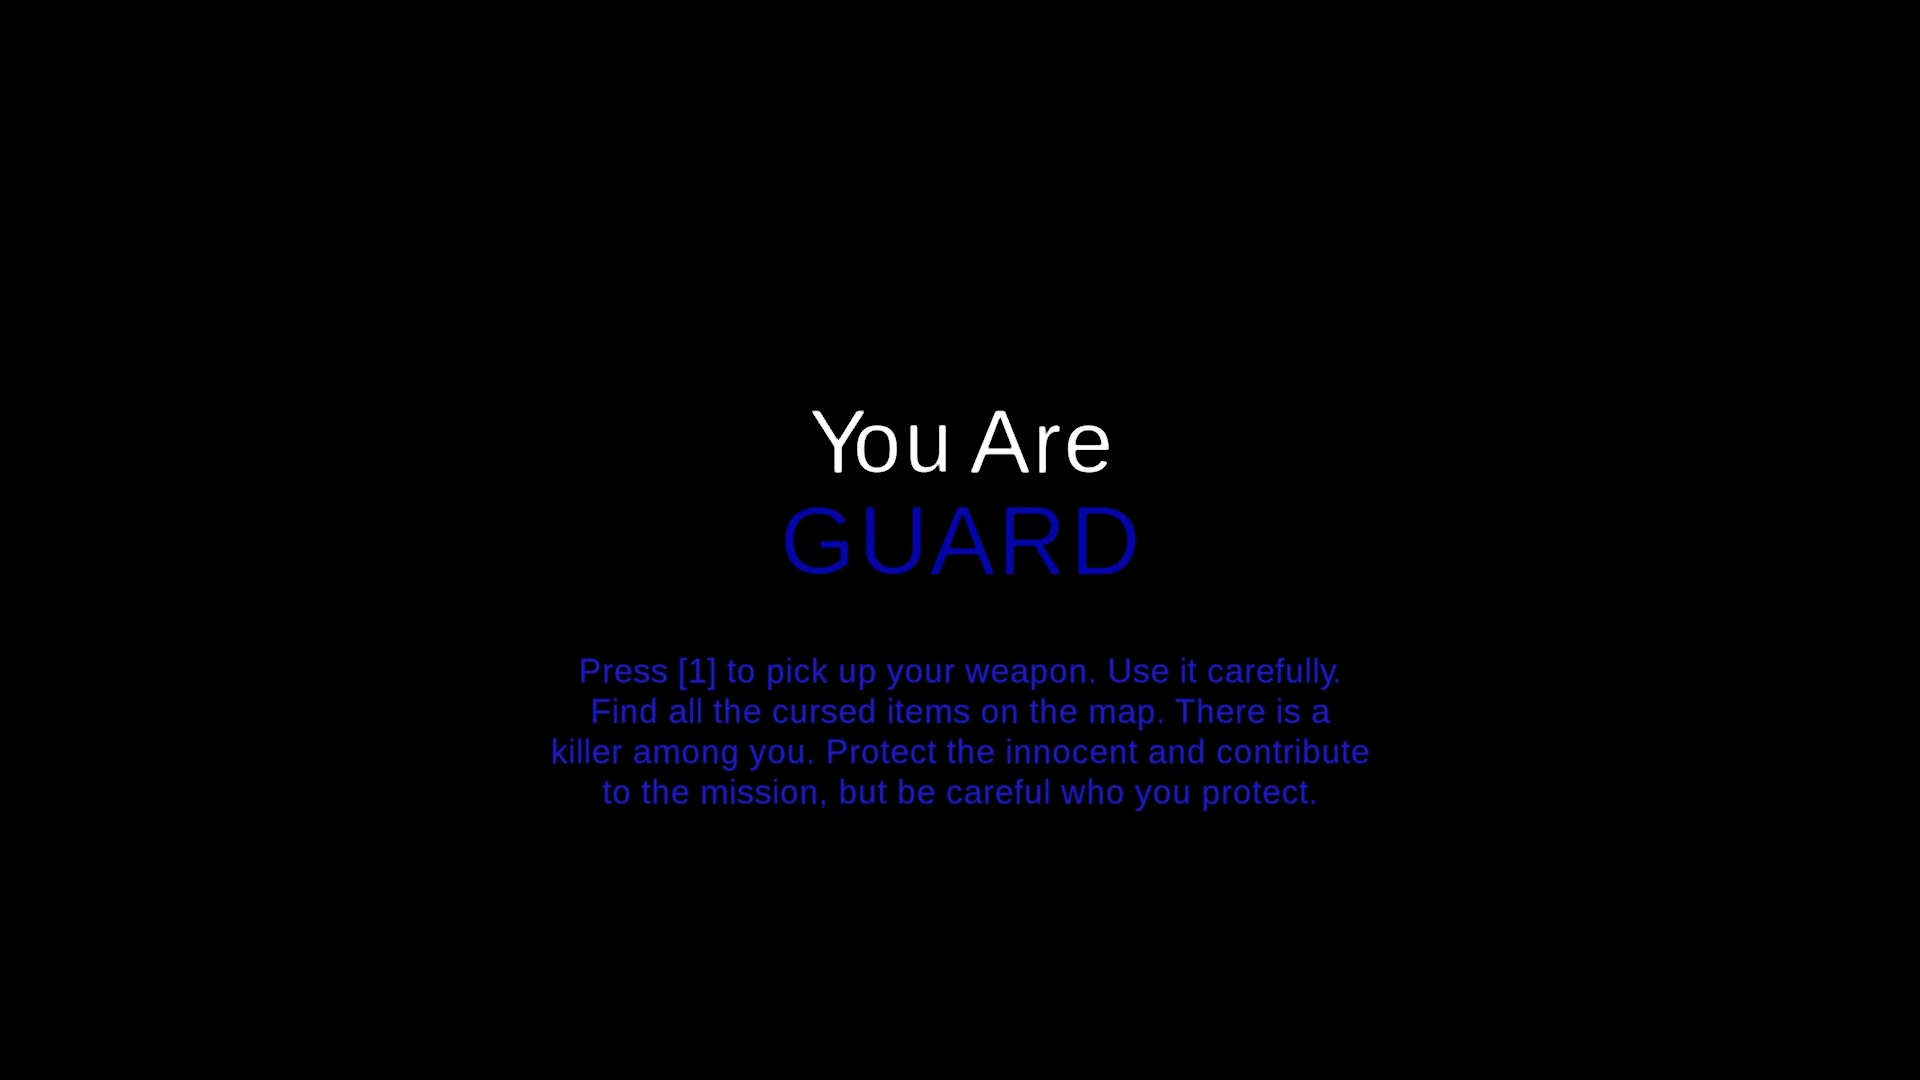 You Are
GUARD
Press [1] to pick up your weapon. Use it carefully.
Find all the cursed items on the map. There is a
killer among you. Protect the innocent and contribute
to the mission, but be careful who you protect.